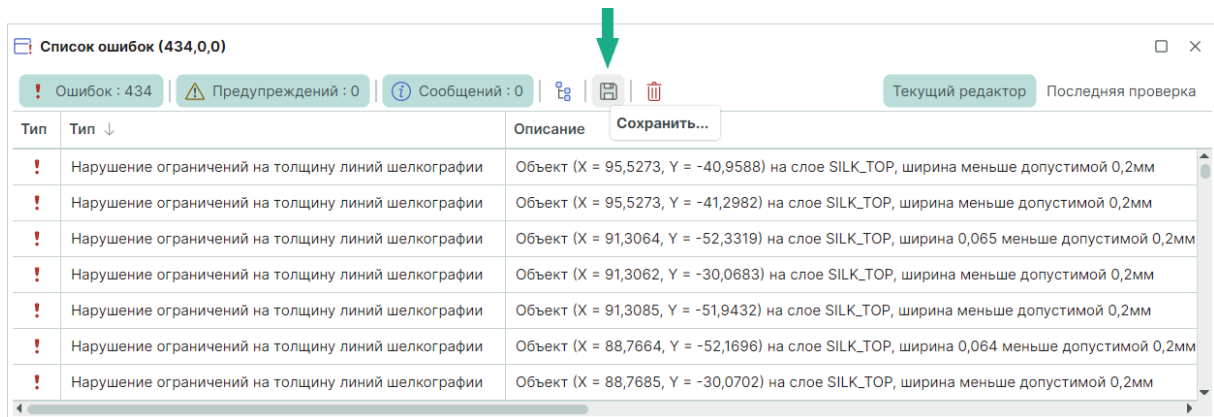 Список ошибок (434,0,0)
Ошибок : 434 Предупреждений : 0 Сообщений : 0 Текущий редактор Последняя проверка
Сохранить...
Тип Тип ↓ Описание
Нарушение ограничений на толщину линий шелкографии Объект (X = 95,5273, Y = -40,9588) на слое SILK_TOP, ширина меньше допустимой 0,2мм
Нарушение ограничений на толщину линий шелкографии Объект (X = 95,5273, Y = -41,2982) на слое SILK_TOP, ширина меньше допустимой 0,2мм
Нарушение ограничений на толщину линий шелкографии Объект (X = 91,3064, Y = -52,3319) на слое SILK_TOP, ширина 0,065 меньше допустимой 0,2мм
Нарушение ограничений на толщину линий шелкографии Объект (X = 91,3062, Y = -30,0683) на слое SILK_TOP, ширина меньше допустимой 0,2мм
Нарушение ограничений на толщину линий шелкографии Объект (X = 91,3085, Y = -51,9432) на слое SILK_TOP, ширина меньше допустимой 0,2мм
Нарушение ограничений на толщину линий шелкографии Объект (X = 88,7664, Y = -52,1696) на слое SILK_TOP, ширина 0,064 меньше допустимой 0,2мм
Нарушение ограничений на толщину линий шелкографии Объект (X = 88,7685, Y = -30,0702) на слое SILK_TOP, ширина меньше допустимой 0,2мм